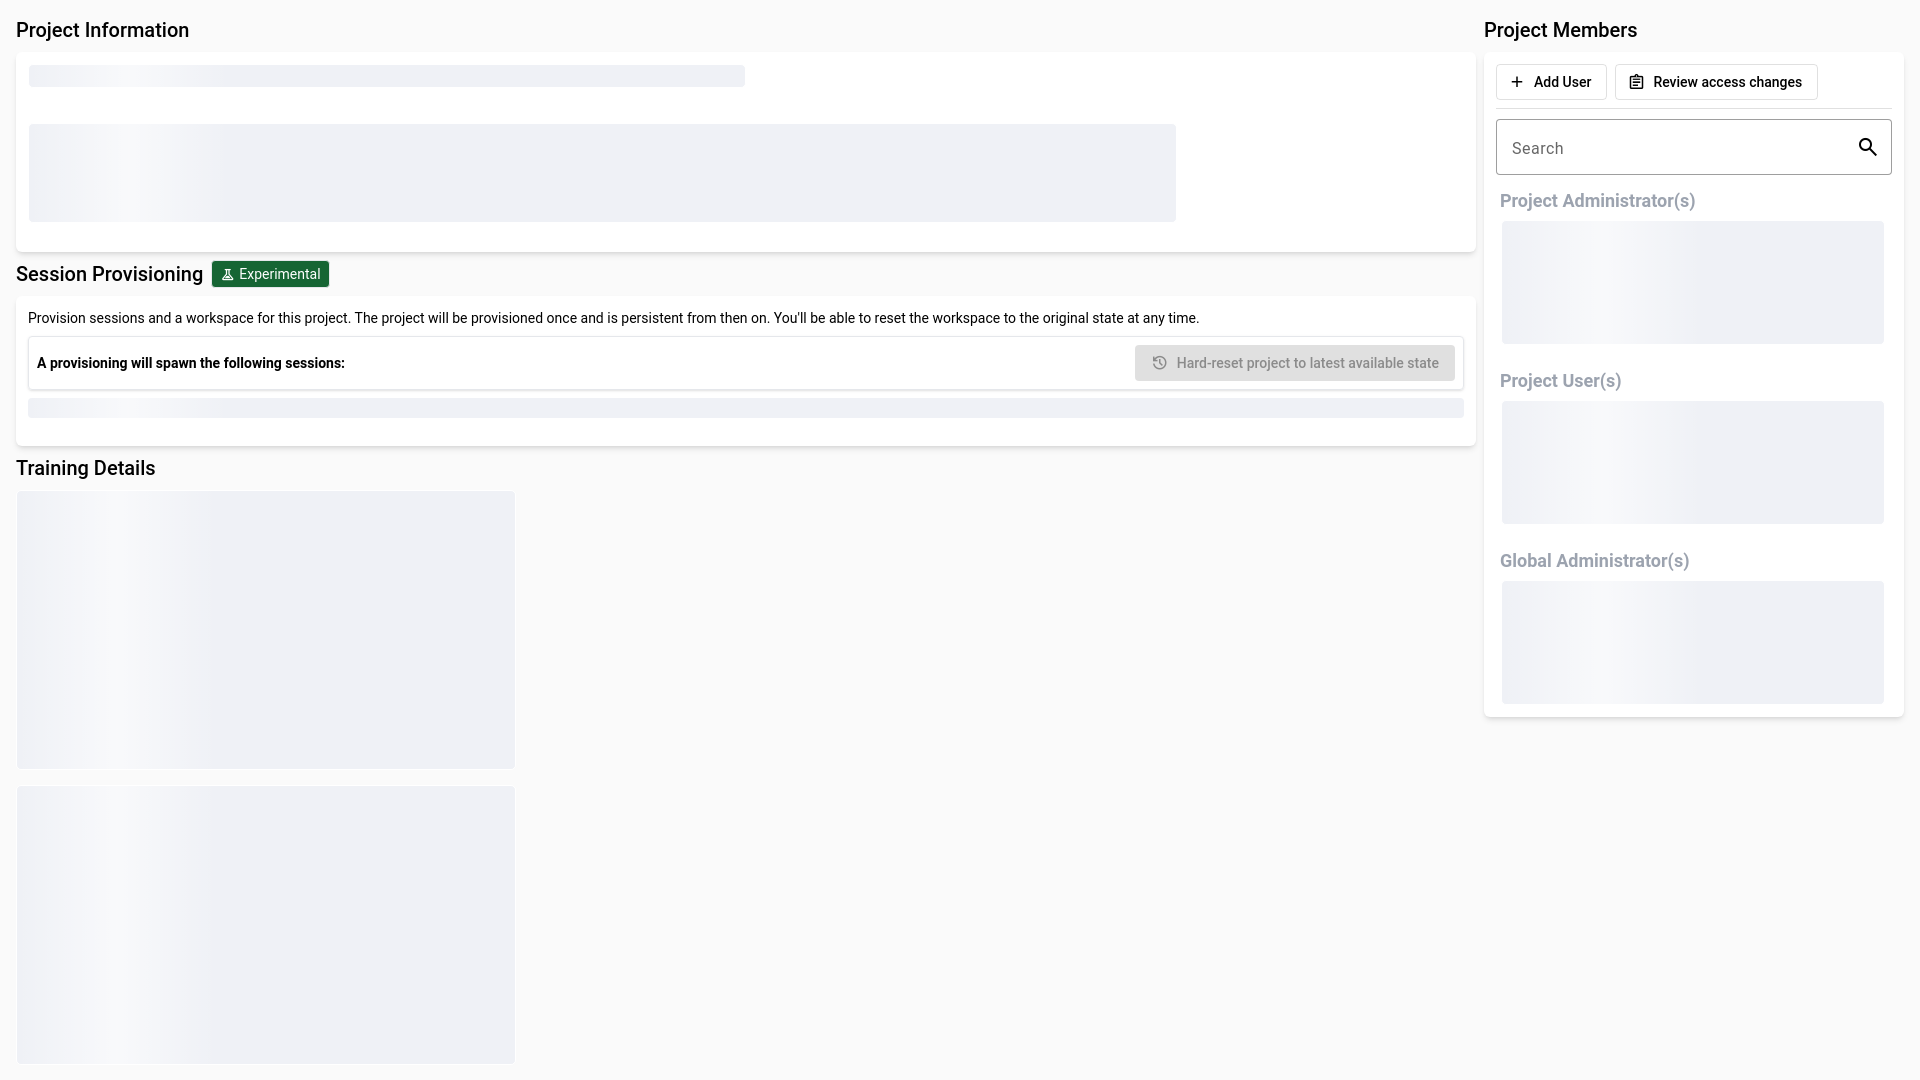 Project Information
Session Provisioning
Experimental
Provision sessions and a workspace for this project. The project will be provisioned once and is persistent from then on. You'll be able to reset the workspace to the original state at any time.
A provisioning will spawn the following sessions:
Hard-reset project to latest available state
Training Details
Project Members
Add User
Review access changes
Search
Project Administrator(s)
Project User(s)
Global Administrator(s)